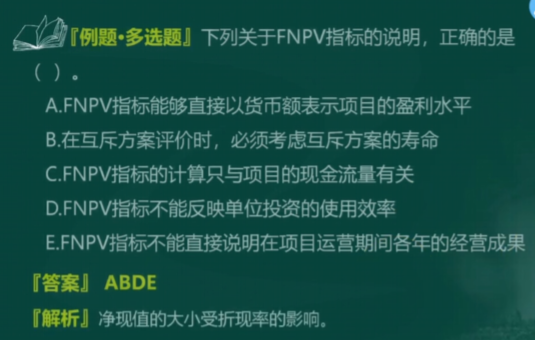 『例题·多选题』下列关于FNPV指标的说明，正确的是
（ ）。
A.FNPV指标能够直接以货币额表示项目的盈利水平
B.在互斥方案评价时，必须考虑互斥方案的寿命
C.FNPV指标的计算只与项目的现金流量有关
D.FNPV指标不能反映单位投资的使用效率
E.FNPV指标不能直接说明在项目运营期间各年的经营成果
『答案』 ABDE
『解析』净现值的大小受折现率的影响。